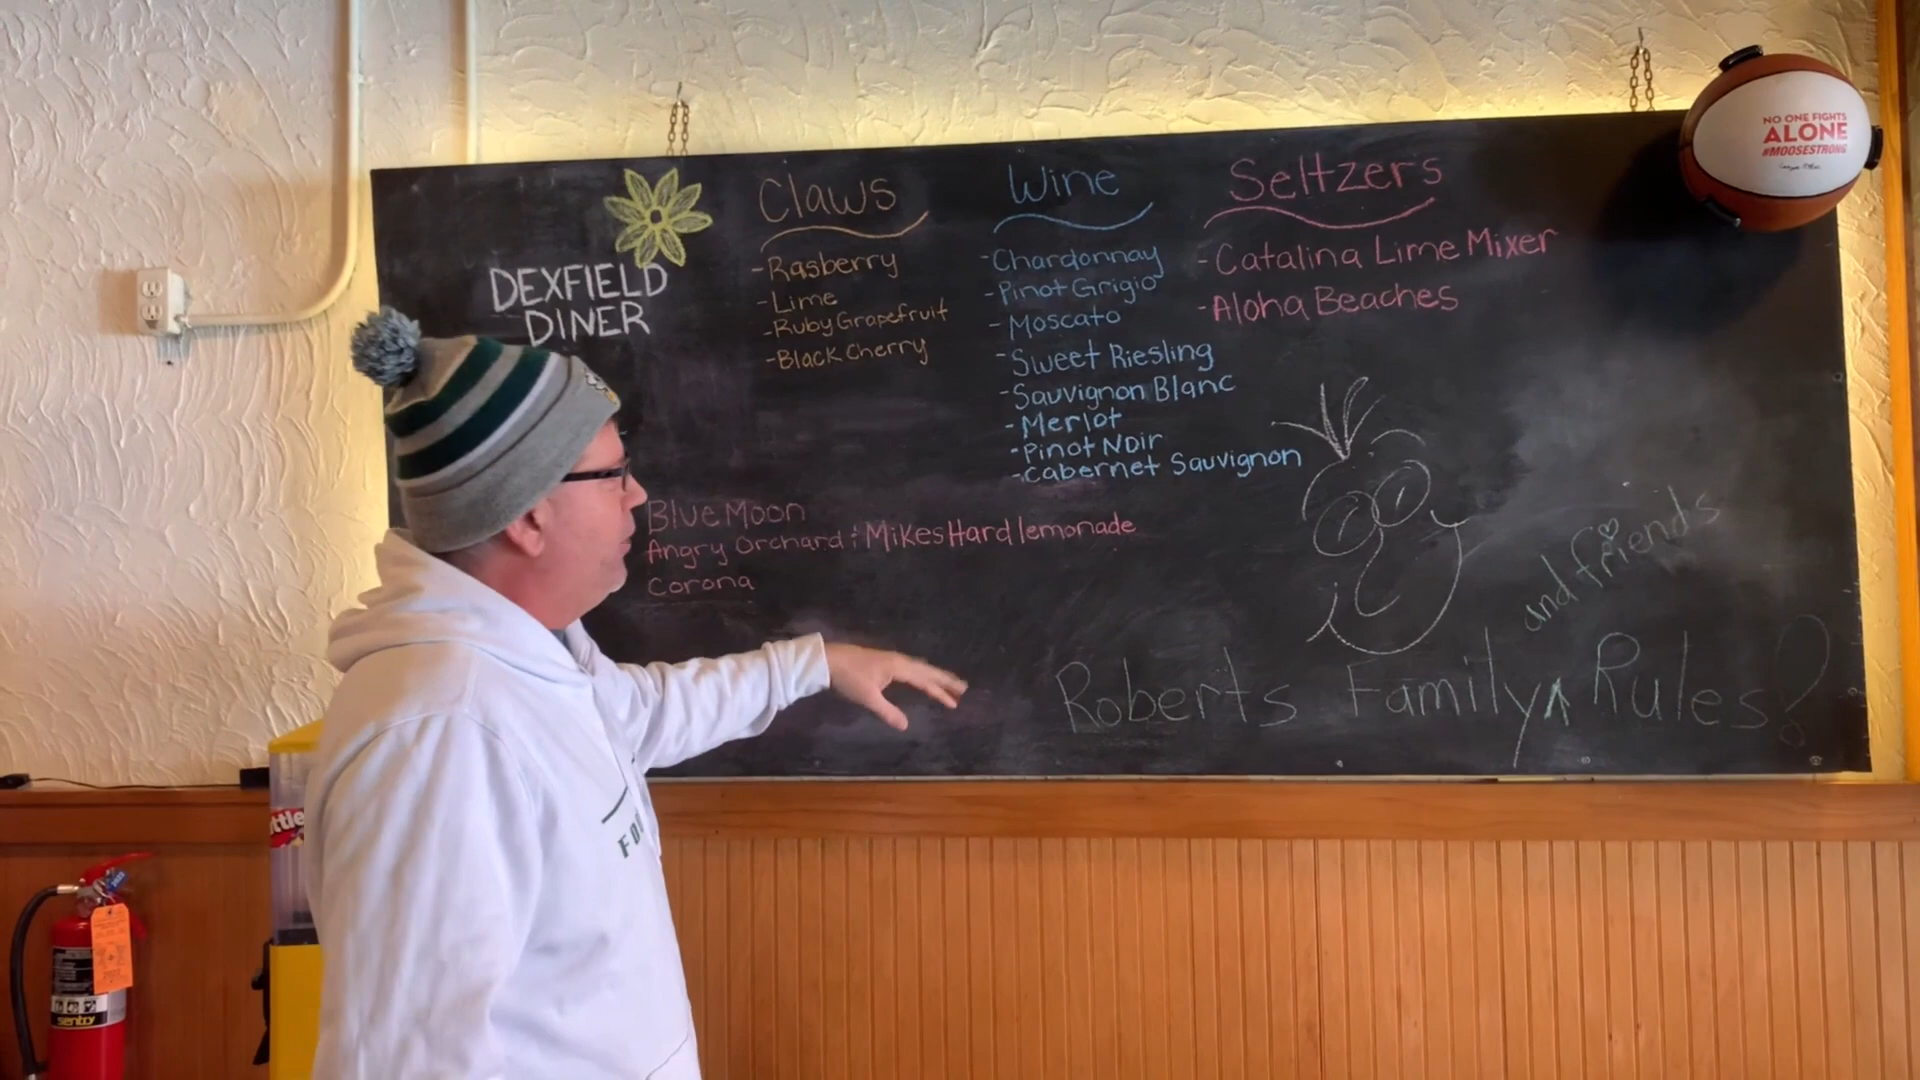 DEXFIELD
DINER
Claws
-Rasberry
-Lime
-Ruby Grapefruit
-Black Cherry
Wine
-Chardonnay
-Pinot Grigio
-Moscato
-Sweet Riesling
-Sauvignon Blanc
-Merlot
-Pinot Noir
-Cabernet Sauvignon
Seltzers
-Catalina Lime Mixer
-Aloha Beaches
Blue Moon
Angry Orchard ; Mikes Hard lemonade
Corona
and friends
Roberts Family Rules!
NO ONE FIGHTS
ALONE
#MOOSESTRONG
sentry